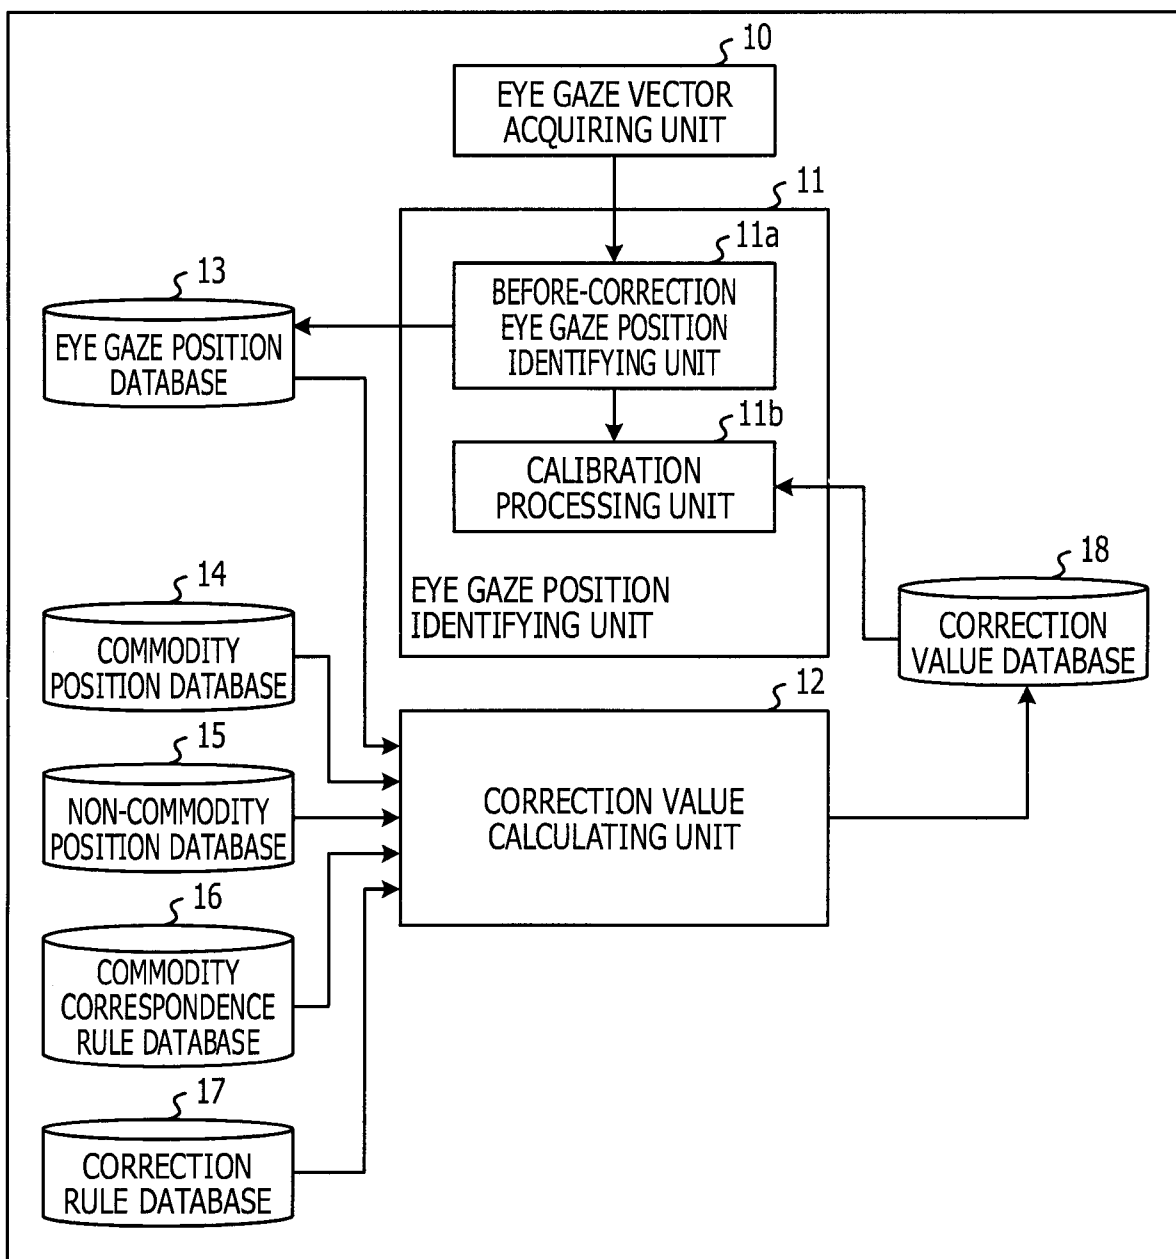 10
EYE GAZE VECTOR
ACQUIRING UNIT
11
11a
BEFORE-CORRECTION
EYE GAZE POSITION
IDENTIFYING UNIT
13
EYE GAZE POSITION
DATABASE
11b
CALIBRATION
PROCESSING UNIT
EYE GAZE POSITION
IDENTIFYING UNIT
18
CORRECTION
VALUE DATABASE
14
COMMODITY
POSITION DATABASE
12
CORRECTION VALUE
CALCULATING UNIT
15
NON-COMMODITY
POSITION DATABASE
16
COMMODITY
CORRESPONDENCE
RULE DATABASE
17
CORRECTION
RULE DATABASE